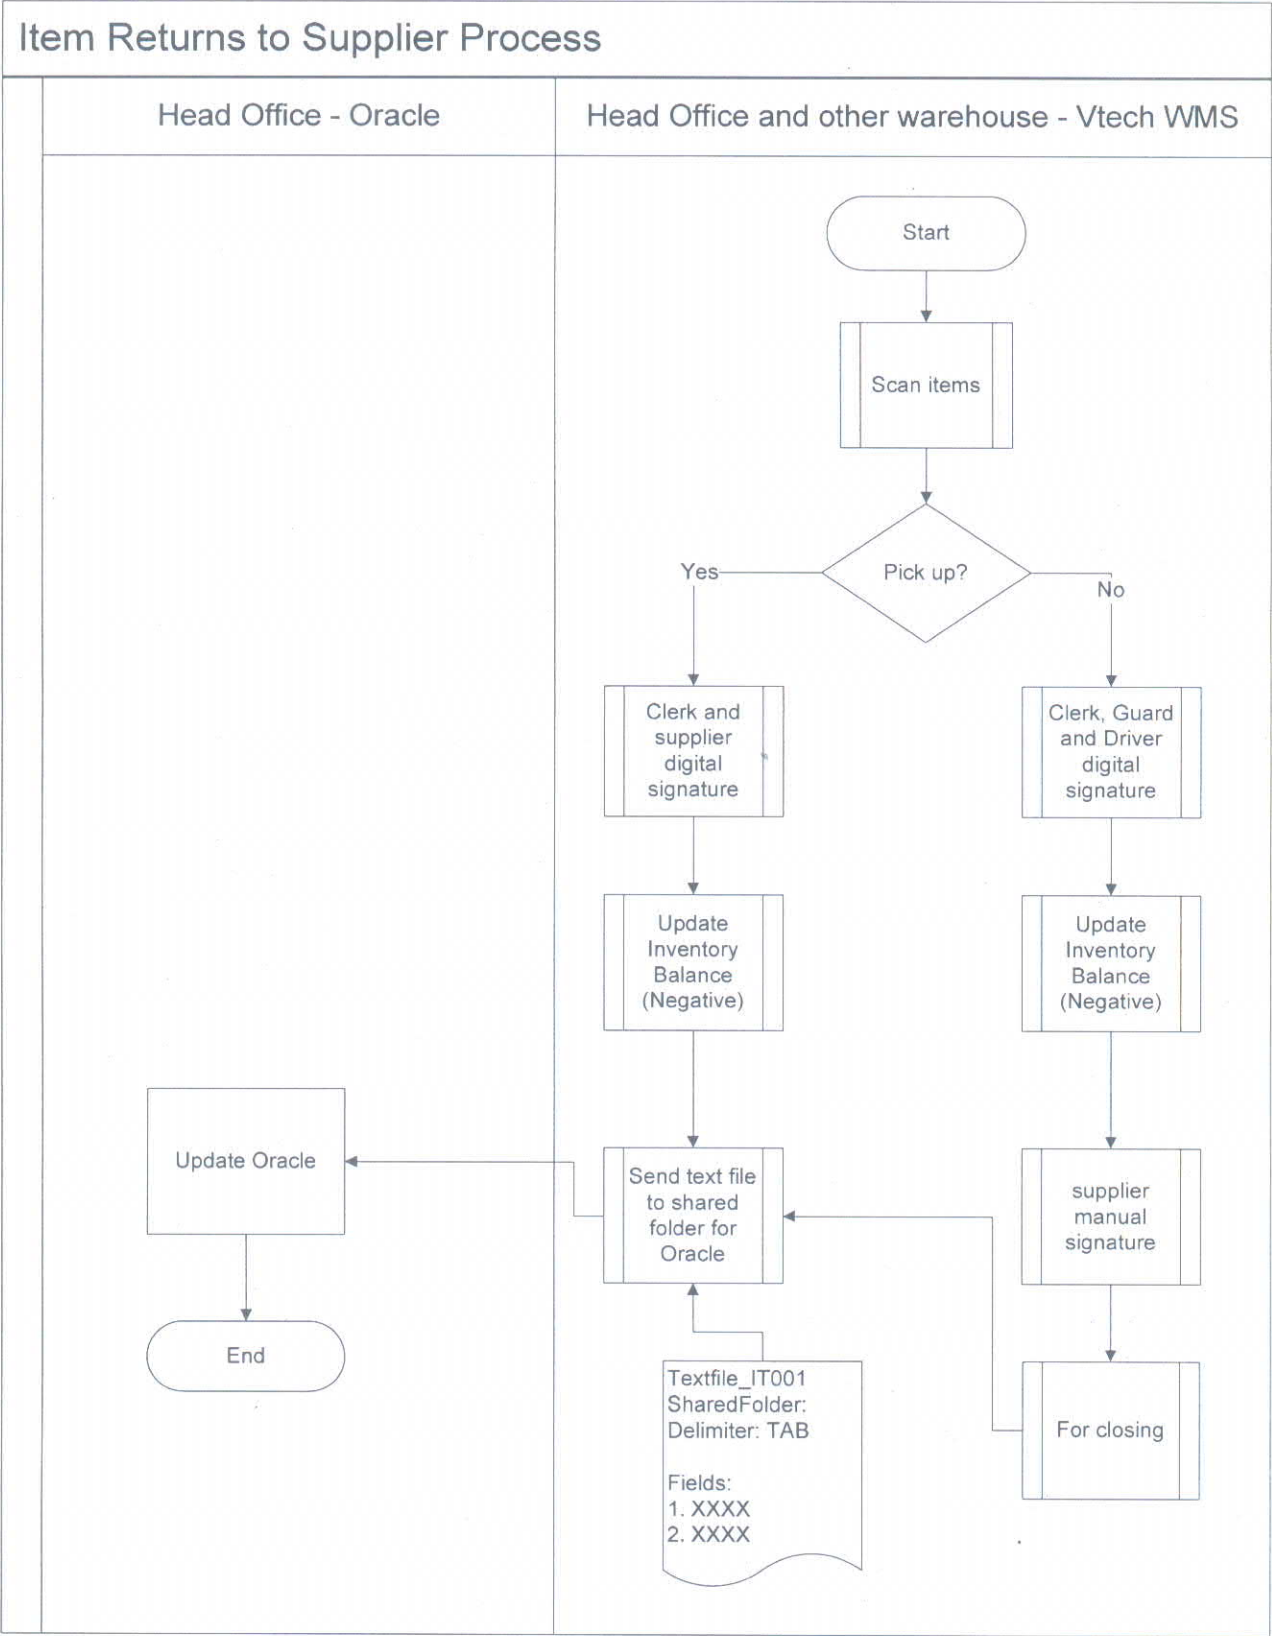 Item Returns to Supplier Process
Head Office - Oracle
Head Office and other warehouse - Vtech WMS
Start
Scan items
Pick up?
Yes
No
Clerk and
supplier
digital
signature
Clerk, Guard
and Driver
digital
signature
Update
Inventory
Balance
(Negative)
Update
Inventory
Balance
(Negative)
Update Oracle
Send text file
to shared
folder for
Oracle
supplier
manual
signature
End
Textfile_IT001
SharedFolder:
Delimiter: TAB
Fields:
1. XXXX
2. XXXX
For closing